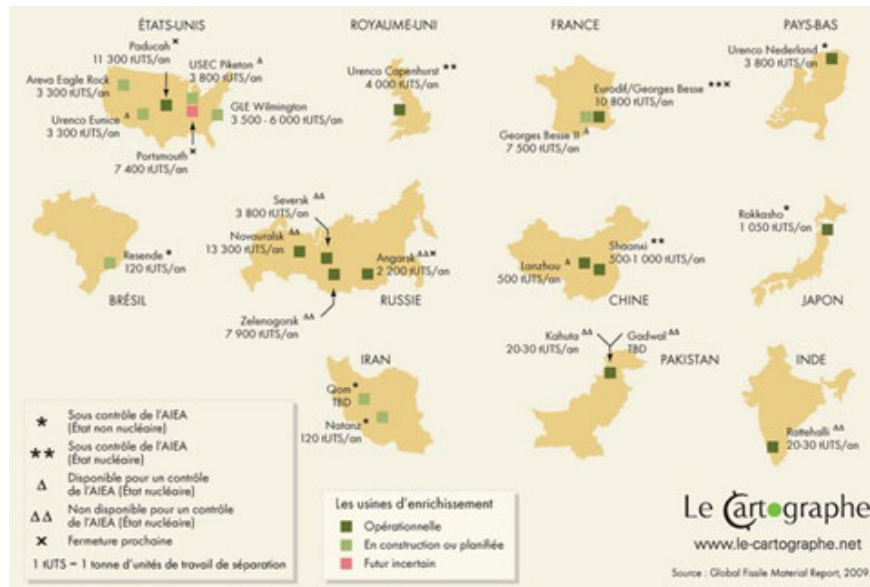 ÉTATS-UNIS
Paducah ×
11 300 tUTS/an
USEC Piketon Δ
3 800 tUTS/an
Areva Eagle Rock
3 300 tUTS/an
Urenco Eunice Δ
3 300 tUTS/an
GLE Wilmington
3 500 - 6 000 tUTS/an
Portsmouth ×
7 400 tUTS/an
ROYAUME-UNI
Urenco Capenhurst **
4 000 tUTS/an
FRANCE
Eurodif/Georges Besse **×
10 800 tUTS/an
Georges Besse II Δ
7 500 tUTS/an
PAYS-BAS
Urenco Nederland *
3 800 tUTS/an
Resende *
120 tUTS/an
BRÉSIL
Seversk ΔΔ
3 800 tUTS/an
Novouralsk ΔΔ
13 300 tUTS/an
Angarsk ΔΔ×
2 200 tUTS/an
RUSSIE
Zelenogorsk ΔΔ
7 900 tUTS/an
Shaanxi **
500-1 000 tUTS/an
Lanzhou Δ
500 tUTS/an
CHINE
Rokkasho *
1 050 tUTS/an
JAPON
IRAN
Qom *
TBD
Natanz *
120 tUTS/an
Kahuta ΔΔ
20-30 tUTS/an
Gadwal ΔΔ
TBD
PAKISTAN
INDE
Rattehalli ΔΔ
20-30 tUTS/an
* Sous contrôle de l'AIEA
(État non nucléaire)
** Sous contrôle de l'AIEA
(État nucléaire)
Δ Disponible pour un contrôle
de l'AIEA (État nucléaire)
ΔΔ Non disponible pour un contrôle
de l'AIEA (État nucléaire)
× Fermeture prochaine
1 tUTS = 1 tonne d'unités de travail de séparation
Les usines d'enrichissement
Opérationnelle
En construction ou planifiée
Futur incertain
Le Cartographe
www.le-cartographe.net
Source : Global Fissile Material Report, 2009